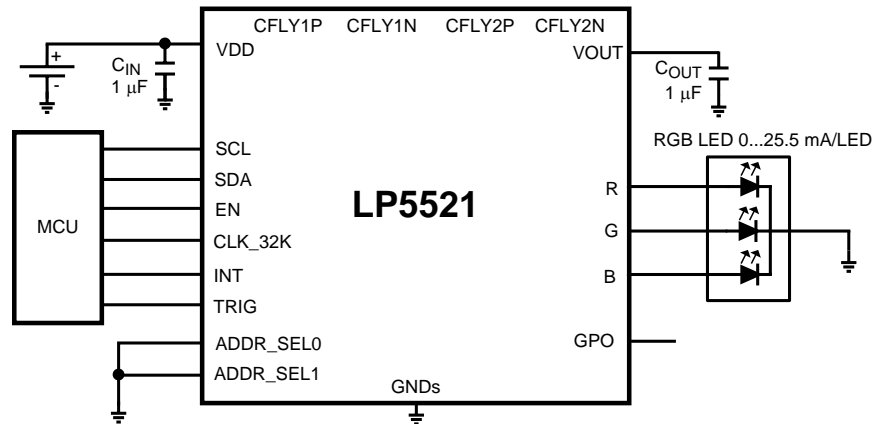 CFLY1P CFLY1N CFLY2P CFLY2N
VDD
VOUT
+
-
CIN
1 µF
COUT
1 µF
RGB LED 0...25.5 mA/LED
MCU
SCL
SDA
EN
CLK_32K
INT
TRIG
ADDR_SEL0
ADDR_SEL1
LP5521
R
G
B
GPO
GNDs